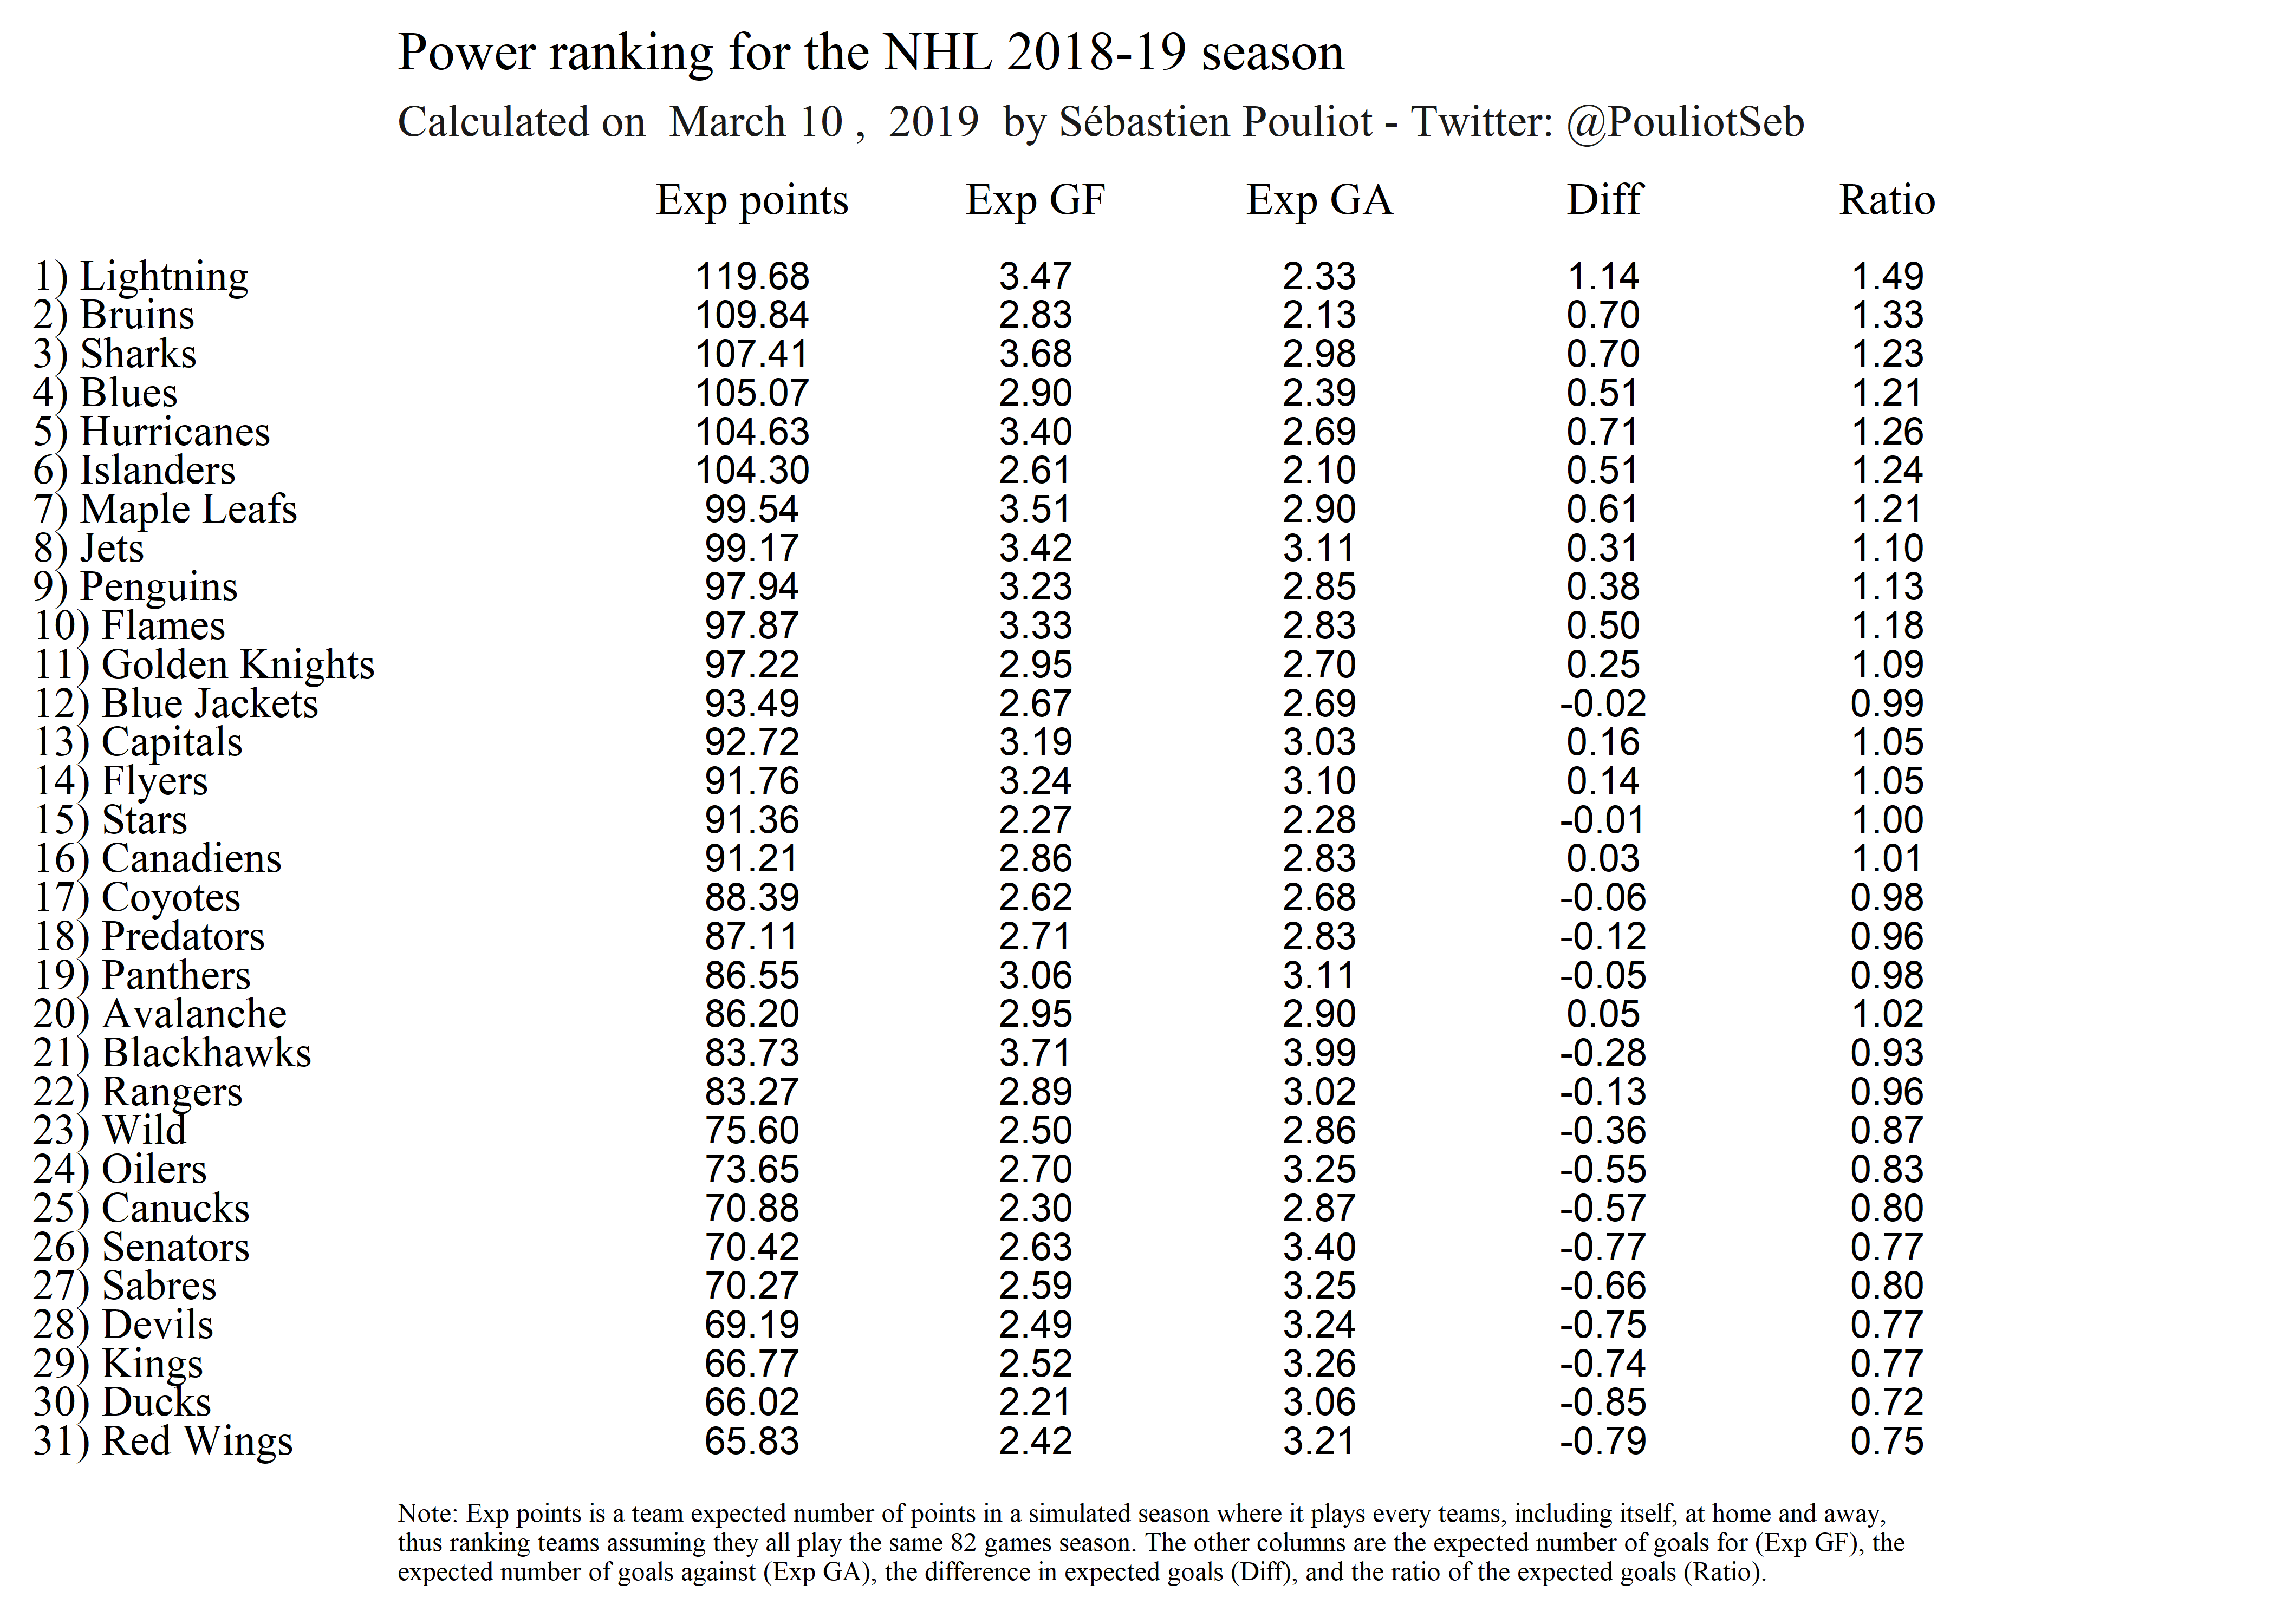 Power ranking for the NHL 2018-19 season
Calculated on March 10 , 2019 by Sébastien Pouliot - Twitter: @PouliotSeb
Exp points Exp GF Exp GA Diff Ratio
1) Lightning 119.68 3.47 2.33 1.14 1.49
2) Bruins 109.84 2.83 2.13 0.70 1.33
3) Sharks 107.41 3.68 2.98 0.70 1.23
4) Blues 105.07 2.90 2.39 0.51 1.21
5) Hurricanes 104.63 3.40 2.69 0.71 1.26
6) Islanders 104.30 2.61 2.10 0.51 1.24
7) Maple Leafs 99.54 3.51 2.90 0.61 1.21
8) Jets 99.17 3.42 3.11 0.31 1.10
9) Penguins 97.94 3.23 2.85 0.38 1.13
10) Flames 97.87 3.33 2.83 0.50 1.18
11) Golden Knights 97.22 2.95 2.70 0.25 1.09
12) Blue Jackets 93.49 2.67 2.69 -0.02 0.99
13) Capitals 92.72 3.19 3.03 0.16 1.05
14) Flyers 91.76 3.24 3.10 0.14 1.05
15) Stars 91.36 2.27 2.28 -0.01 1.00
16) Canadiens 91.21 2.86 2.83 0.03 1.01
17) Coyotes 88.39 2.62 2.68 -0.06 0.98
18) Predators 87.11 2.71 2.83 -0.12 0.96
19) Panthers 86.55 3.06 3.11 -0.05 0.98
20) Avalanche 86.20 2.95 2.90 0.05 1.02
21) Blackhawks 83.73 3.71 3.99 -0.28 0.93
22) Rangers 83.27 2.89 3.02 -0.13 0.96
23) Wild 75.60 2.50 2.86 -0.36 0.87
24) Oilers 73.65 2.70 3.25 -0.55 0.83
25) Canucks 70.88 2.30 2.87 -0.57 0.80
26) Senators 70.42 2.63 3.40 -0.77 0.77
27) Sabres 70.27 2.59 3.25 -0.66 0.80
28) Devils 69.19 2.49 3.24 -0.75 0.77
29) Kings 66.77 2.52 3.26 -0.74 0.77
30) Ducks 66.02 2.21 3.06 -0.85 0.72
31) Red Wings 65.83 2.42 3.21 -0.79 0.75
Note: Exp points is a team expected number of points in a simulated season where it plays every teams, including itself, at home and away,
thus ranking teams assuming they all play the same 82 games season. The other columns are the expected number of goals for (Exp GF), the
expected number of goals against (Exp GA), the difference in expected goals (Diff), and the ratio of the expected goals (Ratio).